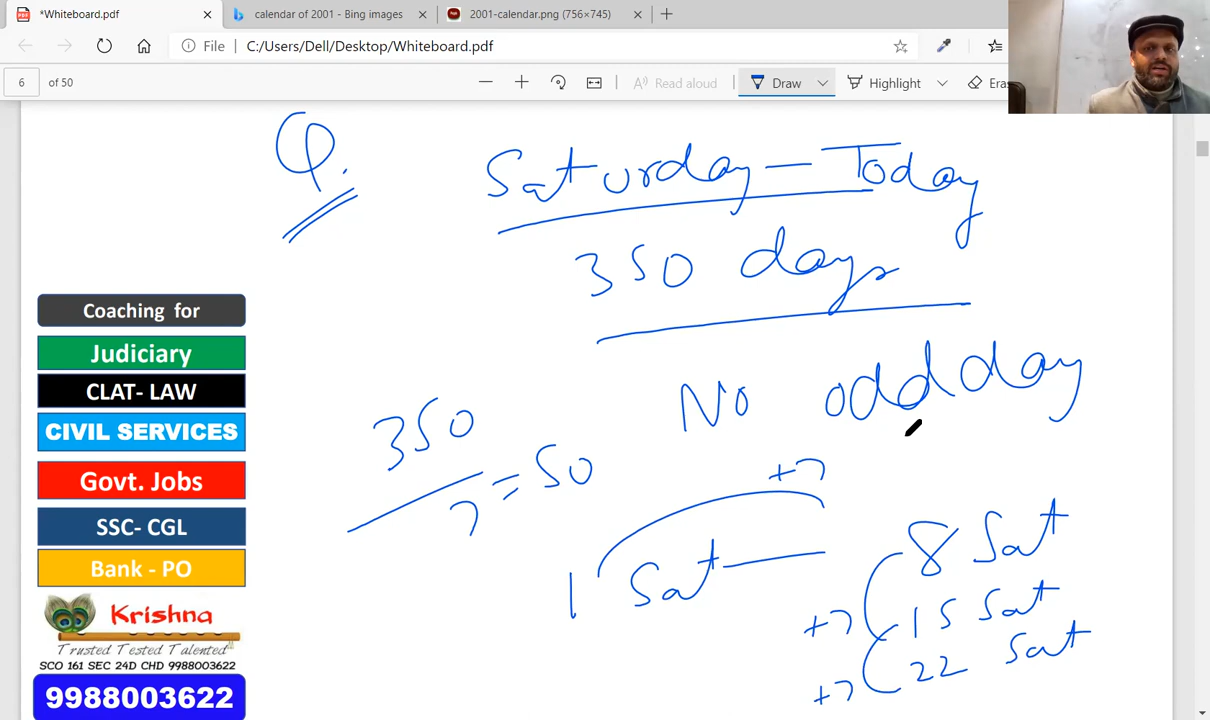 *Whiteboard.pdf
calendar of 2001 - Bing images
2001-calendar.png (756×745)
File
C:/Users/Dell/Desktop/Whiteboard.pdf
6
of 50
Read aloud
Draw
Highlight
Eras
Q.
Saturday - Today
350 days
No odd day
350
7
= 50
+7
1 Sat
8 Sat
+7
15 Sat
22 Sat
+7
Coaching for
Judiciary
CLAT- LAW
CIVIL SERVICES
Govt. Jobs
SSC- CGL
Bank - PO
Krishna
Trusted Tested Talented
SCO 161 SEC 24D CHD 9988003622
9988003622